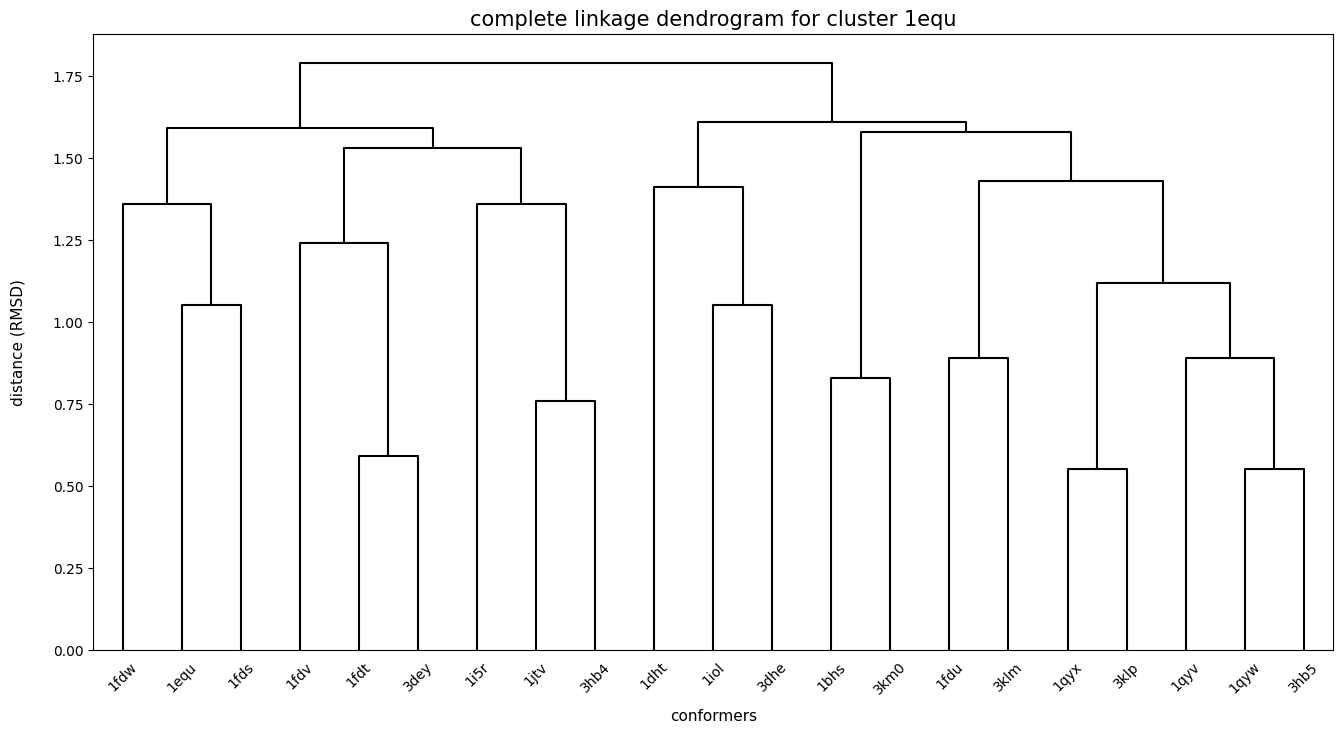 complete linkage dendrogram for cluster 1equ
1.75
1.50
1.25
1.00
0.75
0.50
0.25
0.00
distance (RMSD)
1fdw 1equ 1fds 1fdv 1fdt 3dey 1i5r 1jtv 3hb4 1dht 1iol 3dhe 1bhs 3km0 1fdu 3klm 1qyx 3klp 1qyv 1qyw 3hb5
conformers